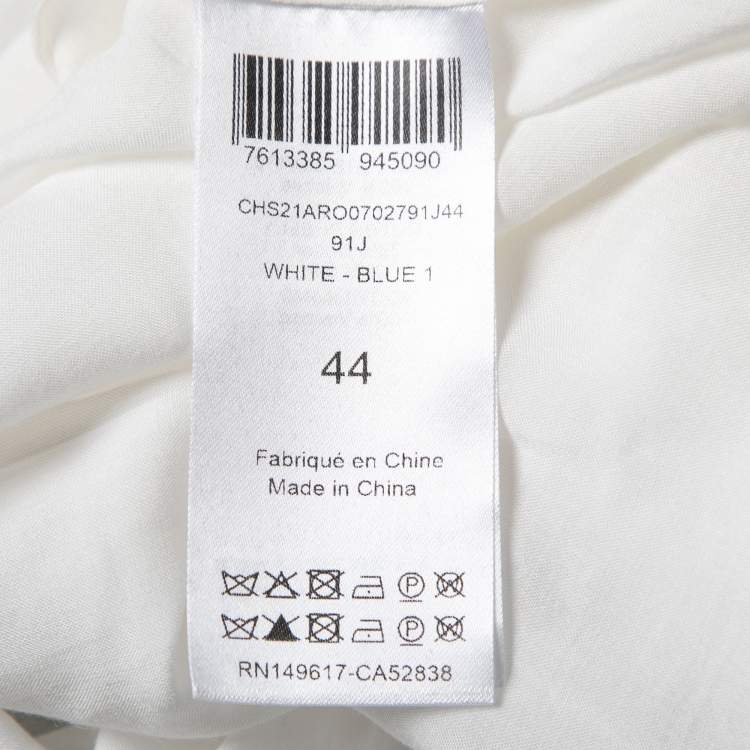 7613385 945090
CHS21ARO0702791J44
91J
WHITE - BLUE 1
44
Fabriqué en Chine
Made in China
P
P
RN149617-CA52838